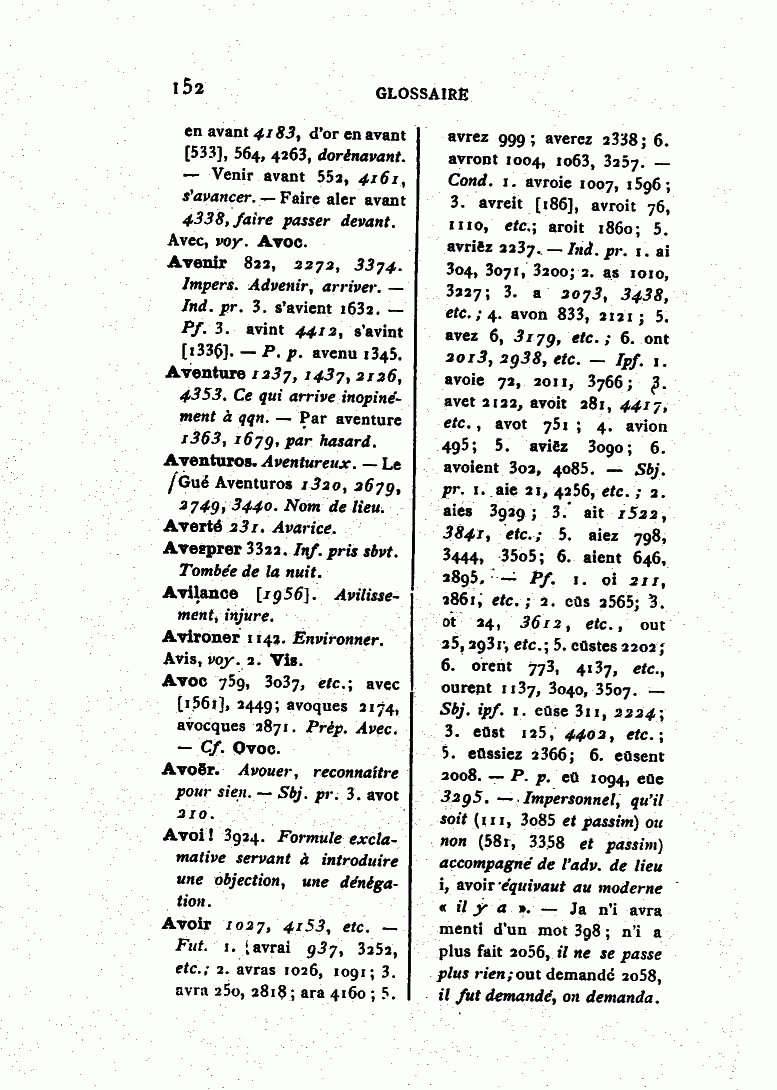 152
GLOSSAIRE
en avant 4183, d'or en avant
[533], 564, 4263, dorénavant.
— Venir avant 552, 4161,
s'avancer. — Faire aler avant
4338, faire passer devant.
Avec, voy. Avoc.
Avenir 822, 2272, 3374.
Impers. Advenir, arriver. —
Ind. pr. 3. s'avient 1632. —
Pf. 3. avint 4412, s'avint
[1336]. — P. p. avenu 1345.
Aventure 1237, 1437, 2126,
4353. Ce qui arrive inopiné-
ment à qqn. — Par aventure
1363, 1679, par hasard.
Aventuros. Aventureux. — Le
Gué Aventuros 1320, 2679,
2749, 3440. Nom de lieu.
Averté 231. Avarice.
Avesprer 3322. Inf. pris sbvt.
Tombée de la nuit.
Avilance [1956]. Avilisse-
ment, injure.
Avironer 1142. Environner.
Avis, voy. 2. Vis.
Avoc 759, 3037, etc.; avec
[1561], 2449; avoques 2174,
avocques 2871. Prép. Avec.
— Cf. Ovoc.
Avoër. Avouer, reconnaître
pour sien. — Sbj. pr. 3. avot
210.
Avoi! 3924. Formule excla-
mative servant à introduire
une objection, une dénéga-
tion.
Avoir 1027, 4153, etc. —
Fut. 1. avrai 937, 3252,
etc.; 2. avras 1026, 1091; 3.
avra 250, 2818; ara 4160; 5.
avrez 999; averez 2338; 6.
avront 1004, 1063, 3257. —
Cond. 1. avroie 1007, 1596;
3. avreit [186], avroit 76,
1110, etc.; aroit 1860; 5.
avriëz 2237. — Ind. pr. 1. ai
304, 3071, 3200; 2. as 1010,
3227; 3. a 2073, 3438,
etc.; 4. avon 833, 2121; 5.
avez 6, 3179, etc.; 6. ont
2013, 2938, etc. — Ipf. 1.
avoie 72, 2011, 3766; 3.
avet 2122, avoit 281, 4417,
etc., avot 751; 4. avion
495; 5. aviëz 3090; 6.
avoient 302, 4085. — Sbj.
pr. 1. aie 21, 4256, etc.; 2.
aies 3929; 3. ait 1522,
3841, etc.; 5. aiez 798,
3444, 3505; 6. aient 646,
2895. — Pf. 1. oi 211,
2861, etc.; 2. eüs 2565; 3.
ot 24, 3612, etc., out
25, 2931, etc.; 5. eüstes 2202;
6. orent 773, 4137, etc.,
ourent 1137, 3040, 3507. —
Sbj. ipf. 1. eüse 311, 2224;
3. eüst 125, 4402, etc.;
5. eüssiez 2366; 6. eüsent
2008. — P. p. eü 1094, eüe
3295. — Impersonnel, qu'il
soit (111, 3085 et passim) ou
non (581, 3358 et passim)
accompagné de l'adv. de lieu
i, avoir équivaut au moderne
« il y a ». — Ja n'i avra
menti d'un mot 398; n'i a
plus fait 2056, il ne se passe
plus rien; out demandé 2058,
il fut demandé, on demanda.